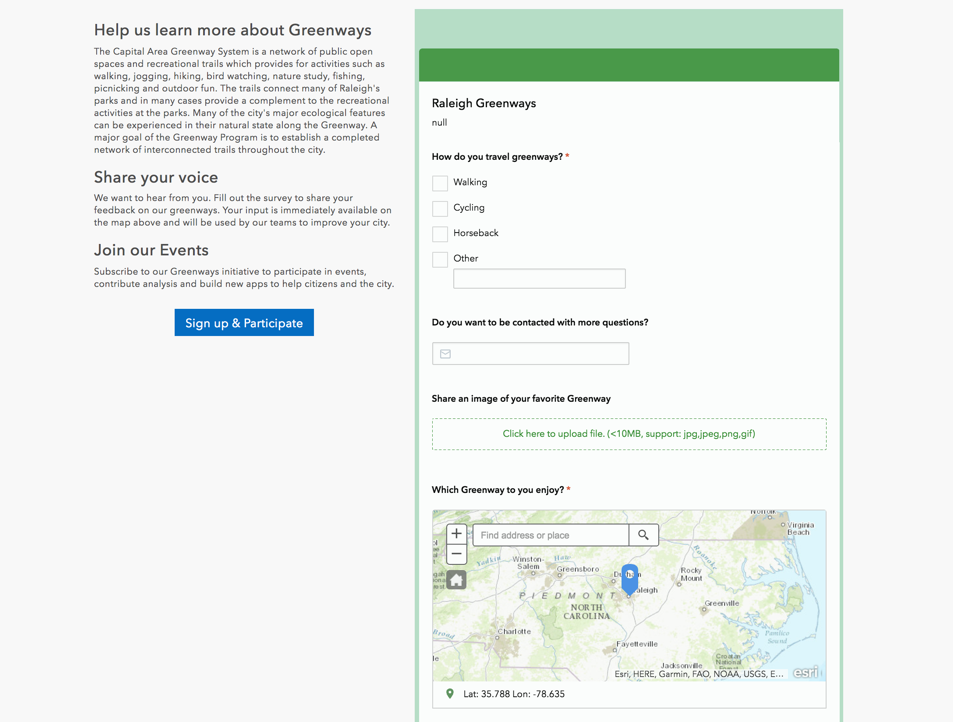 Help us learn more about Greenways
The Capital Area Greenway System is a network of public open
spaces and recreational trails which provides for activities such as
walking, jogging, hiking, bird watching, nature study, fishing,
picnicking and outdoor fun. The trails connect many of Raleigh's
parks and in many cases provide a complement to the recreational
activities at the parks. Many of the city's major ecological features
can be experienced in their natural state along the Greenway. A
major goal of the Greenway Program is to establish a completed
network of interconnected trails throughout the city.
Share your voice
We want to hear from you. Fill out the survey to share your
feedback on our greenways. Your input is immediately available on
the map above and will be used by our teams to improve your city.
Join our Events
Subscribe to our Greenways initiative to participate in events,
contribute analysis and build new apps to help citizens and the city.
Sign up & Participate
Raleigh Greenways
null
How do you travel greenways? *
Walking
Cycling
Horseback
Other
Do you want to be contacted with more questions?
Share an image of your favorite Greenway
Click here to upload file. (<10MB, support: jpg,jpeg,png,gif)
Which Greenway to you enjoy? *
+
Find address or place
−
Norfolk
Virginia
Beach
Yadkin
Haw
Roanoke
Winston-
Salem
Greensboro
Rocky
Mount
PIEDMONT
Raleigh
NORTH
CAROLINA
Greenville
Charlotte
Broad
Pamlico
Sound
Fayetteville
Croatan
National
Jacksonville
Esri, HERE, Garmin, FAO, NOAA, USGS, E...
esri
Lat: 35.788 Lon: -78.635